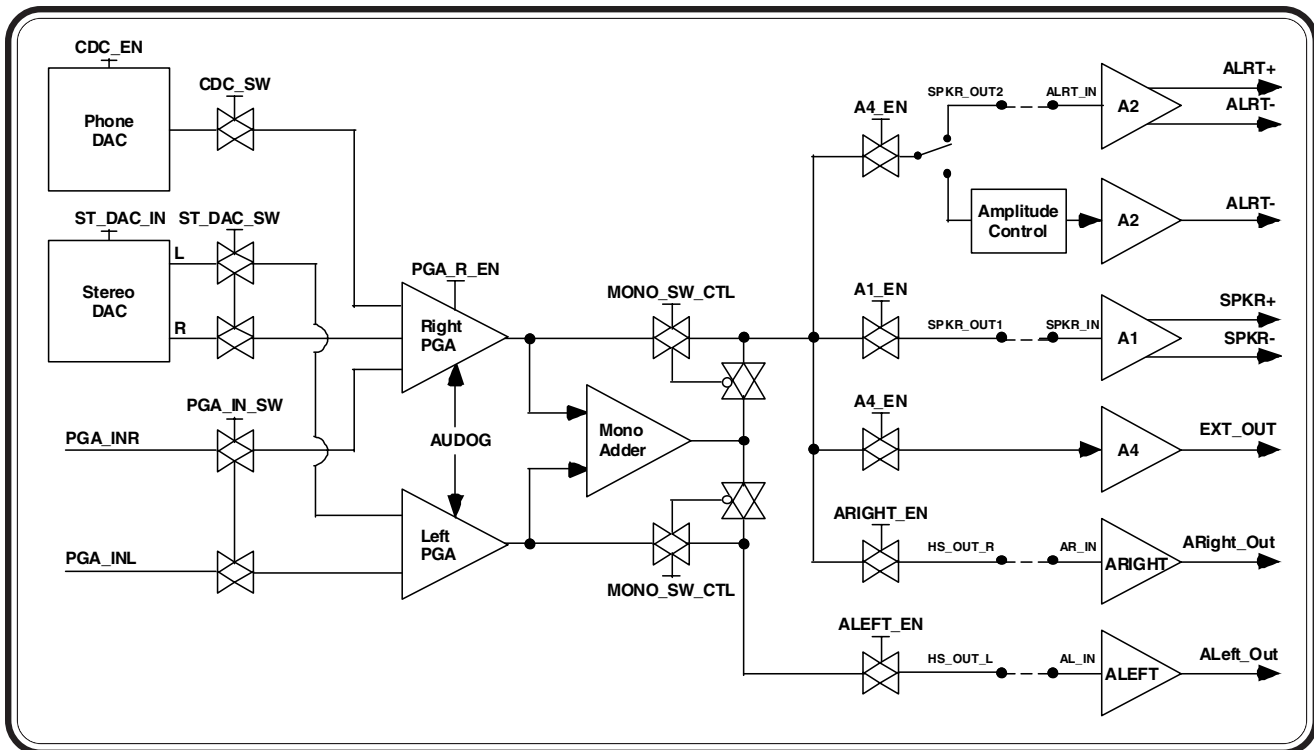 CDC_EN
CDC_SW
Phone
DAC
ST_DAC_IN
ST_DAC_SW
L
Stereo
DAC
R
PGA_R_EN
Right
PGA
PGA_IN_SW
PGA_INR
AUDOG
PGA_INL
Left
PGA
MONO_SW_CTL
Mono
Adder
MONO_SW_CTL
A4_EN
SPKR_OUT2
ALRT_IN
A2
ALRT+
ALRT-
Amplitude
Control
A2
ALRT-
A1_EN
SPKR_OUT1
SPKR_IN
A1
SPKR+
SPKR-
A4_EN
A4
EXT_OUT
ARIGHT_EN
HS_OUT_R
AR_IN
ARIGHT
ARight_Out
ALEFT_EN
HS_OUT_L
AL_IN
ALEFT
ALeft_Out